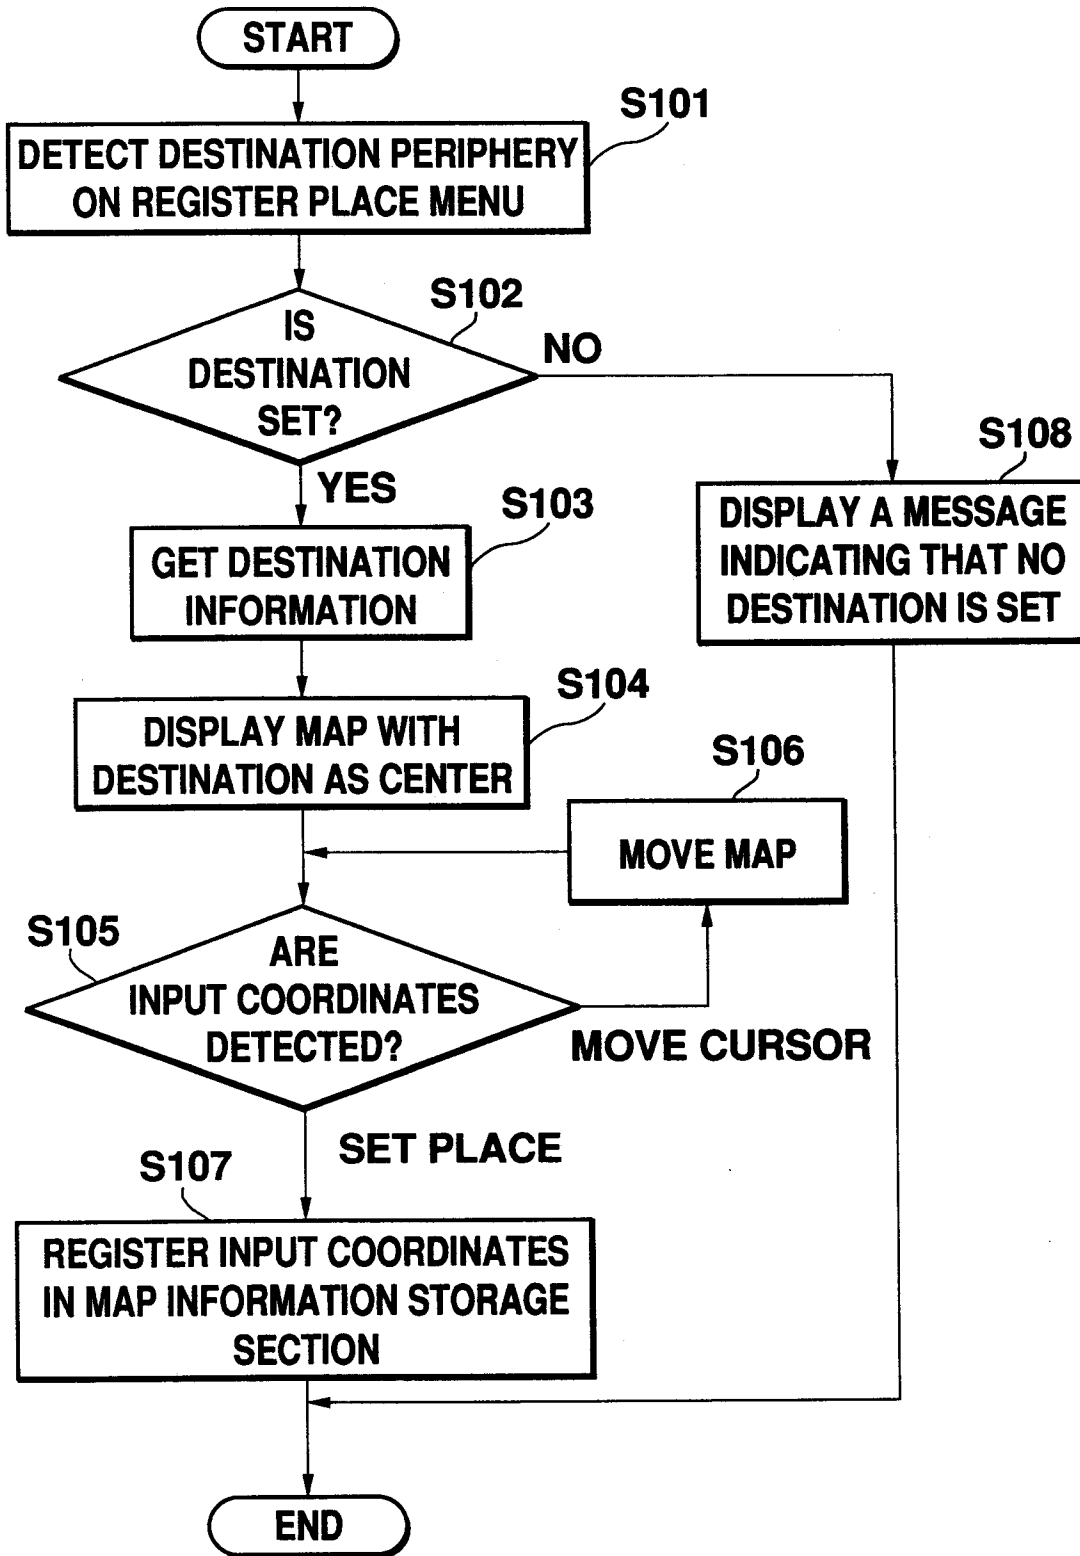 START
S101
DETECT DESTINATION PERIPHERY
ON REGISTER PLACE MENU
S102
IS
DESTINATION
SET?
NO
YES
S108
DISPLAY A MESSAGE
INDICATING THAT NO
DESTINATION IS SET
S103
GET DESTINATION
INFORMATION
S104
DISPLAY MAP WITH
DESTINATION AS CENTER
S106
MOVE MAP
S105
ARE
INPUT COORDINATES
DETECTED?
MOVE CURSOR
SET PLACE
S107
REGISTER INPUT COORDINATES
IN MAP INFORMATION STORAGE
SECTION
END